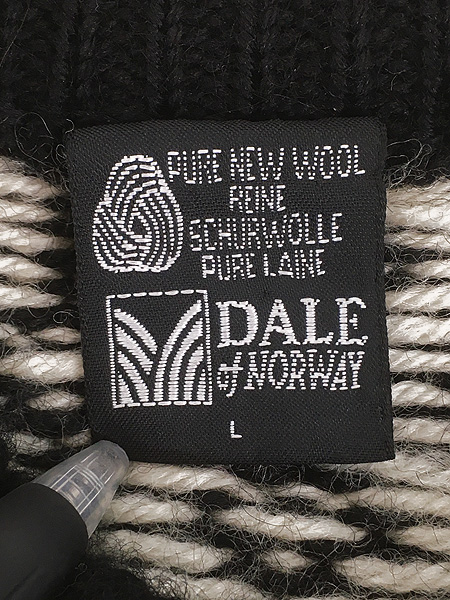 PURE NEW WOOL
REINE
SCHURWOLLE
PURE LAINE
DALE
of NORWAY
L